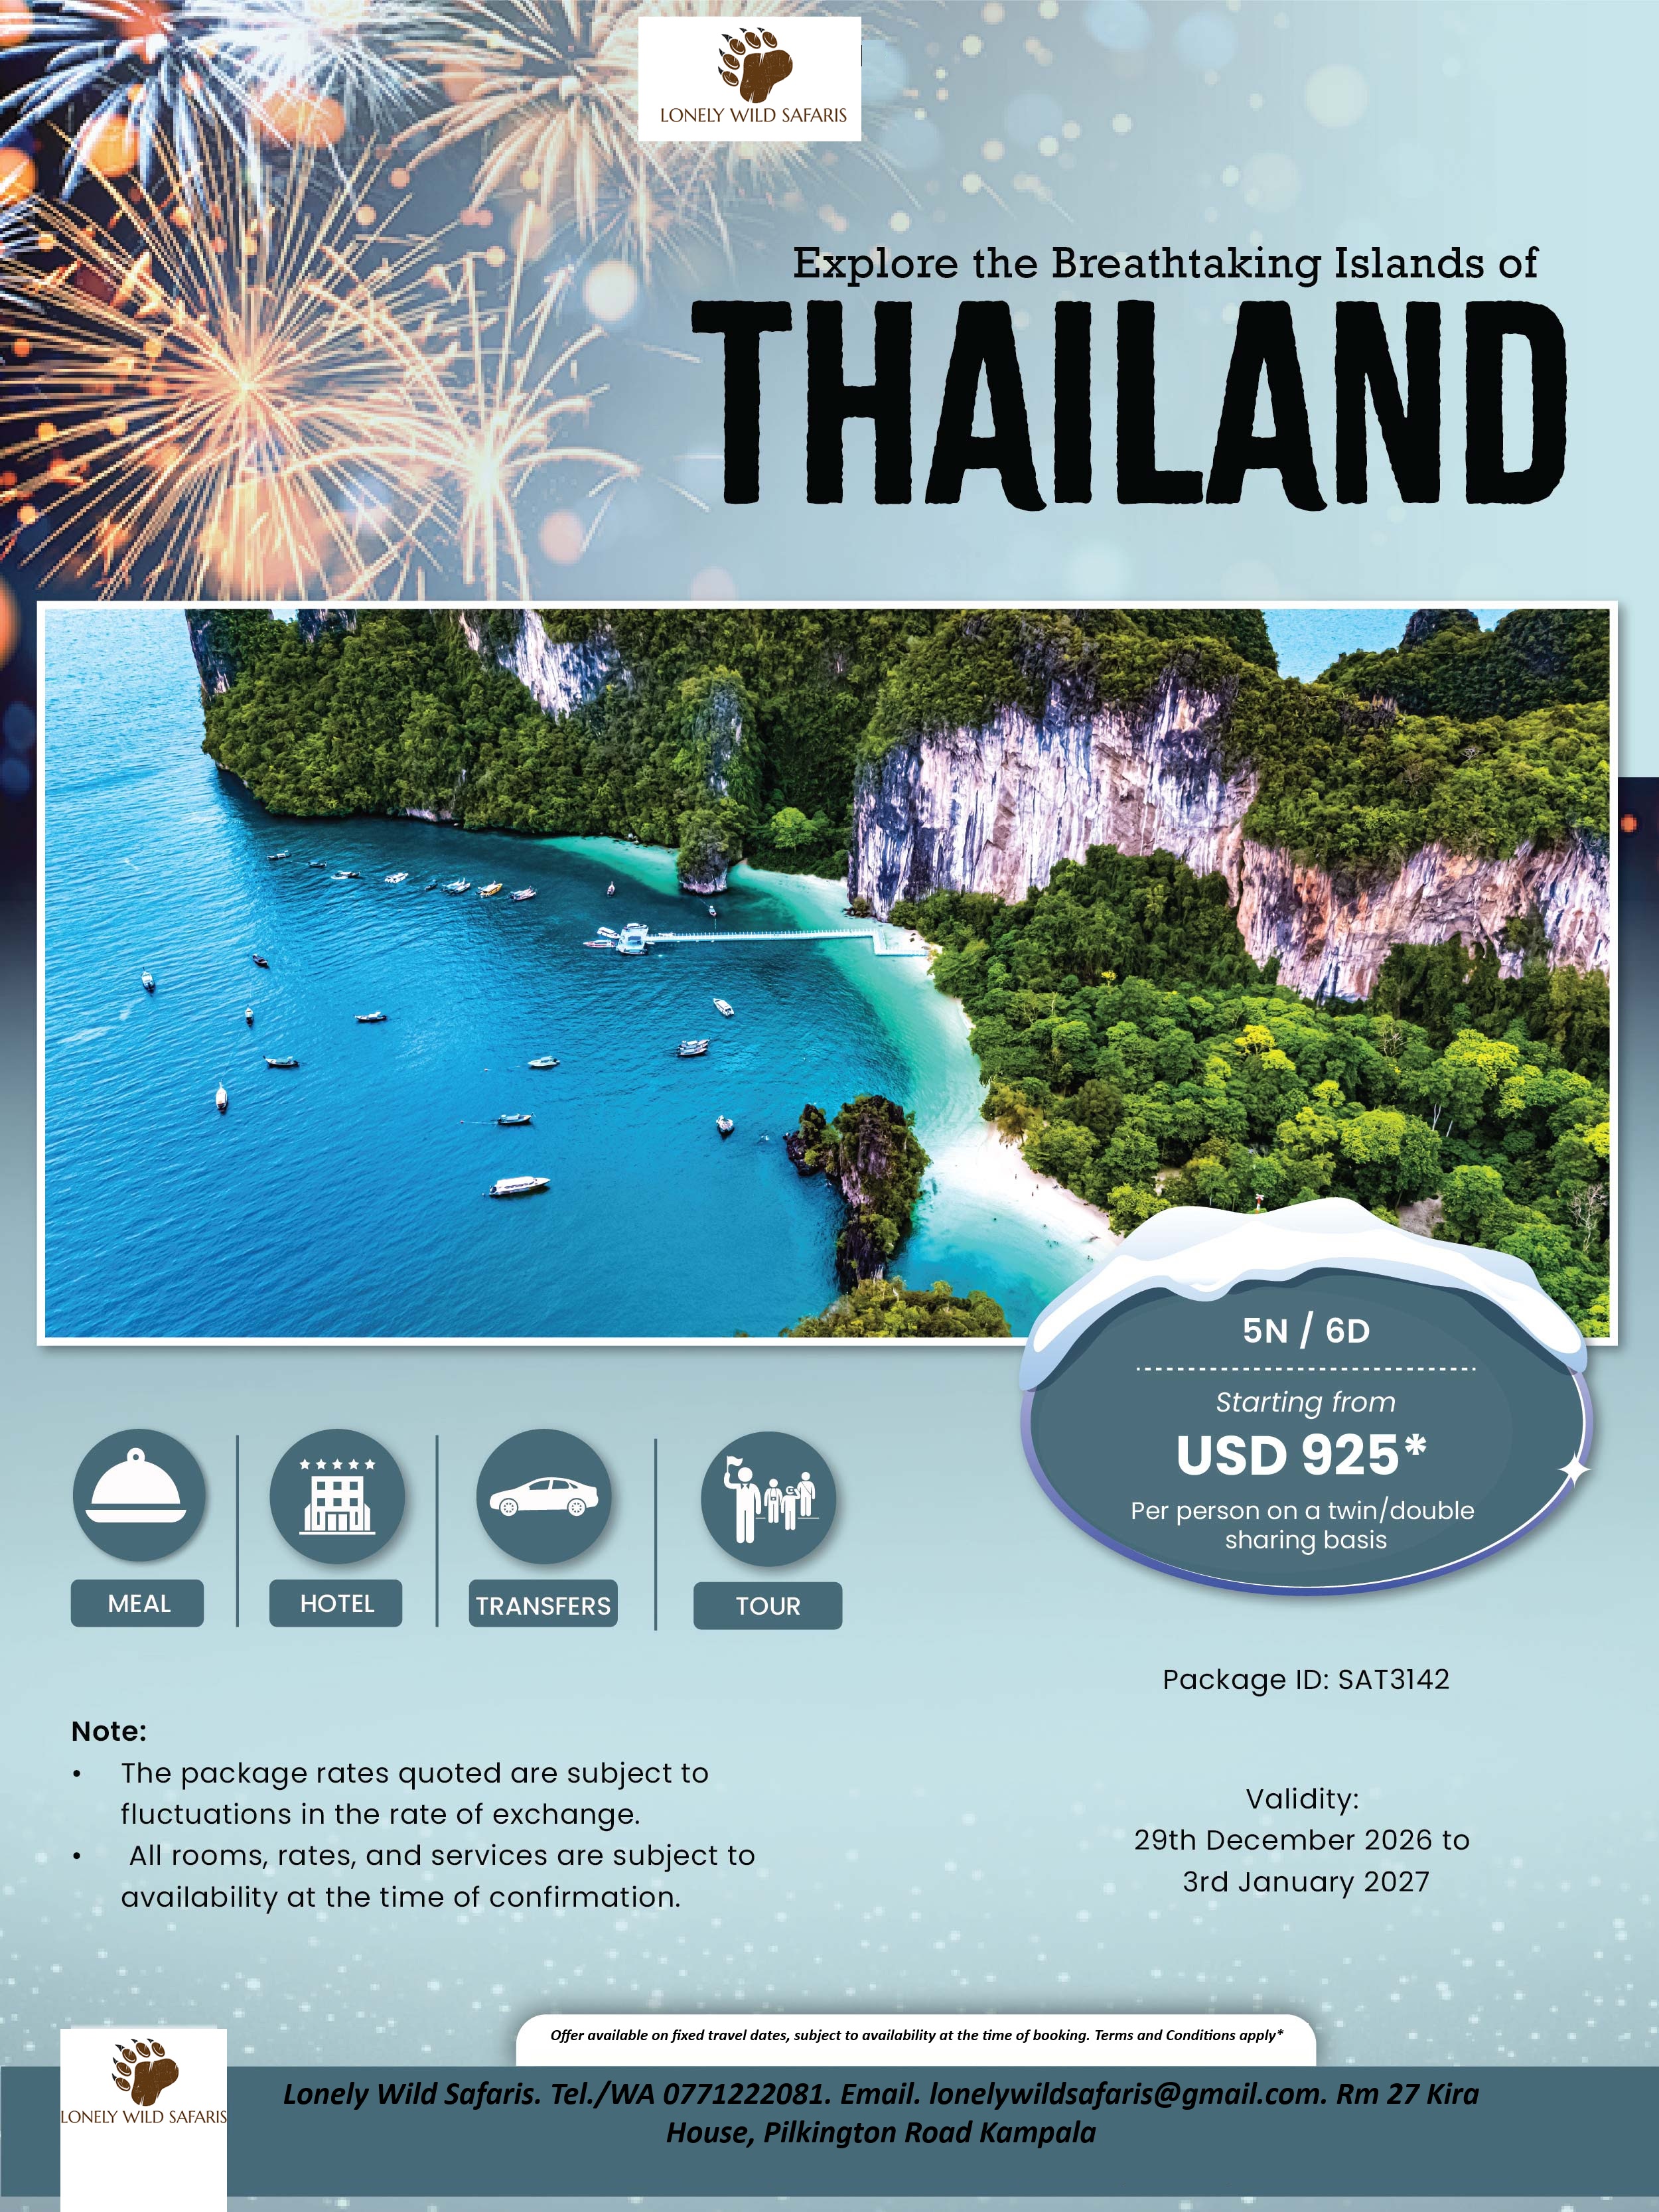 LONELY WILD SAFARIS
Explore the Breathtaking Islands of
THAILAND
5N / 6D
Starting from
USD 925*
Per person on a twin/double
sharing basis
MEAL
HOTEL
TRANSFERS
TOUR
Package ID: SAT3142
Note:
• The package rates quoted are subject to
fluctuations in the rate of exchange.
• All rooms, rates, and services are subject to
availability at the time of confirmation.
Validity:
29th December 2026 to
3rd January 2027
Offer available on fixed travel dates, subject to availability at the time of booking. Terms and Conditions apply*
LONELY WILD SAFARIS
Lonely Wild Safaris. Tel./WA 0771222081. Email. lonelywildsafaris@gmail.com. Rm 27 Kira
House, Pilkington Road Kampala